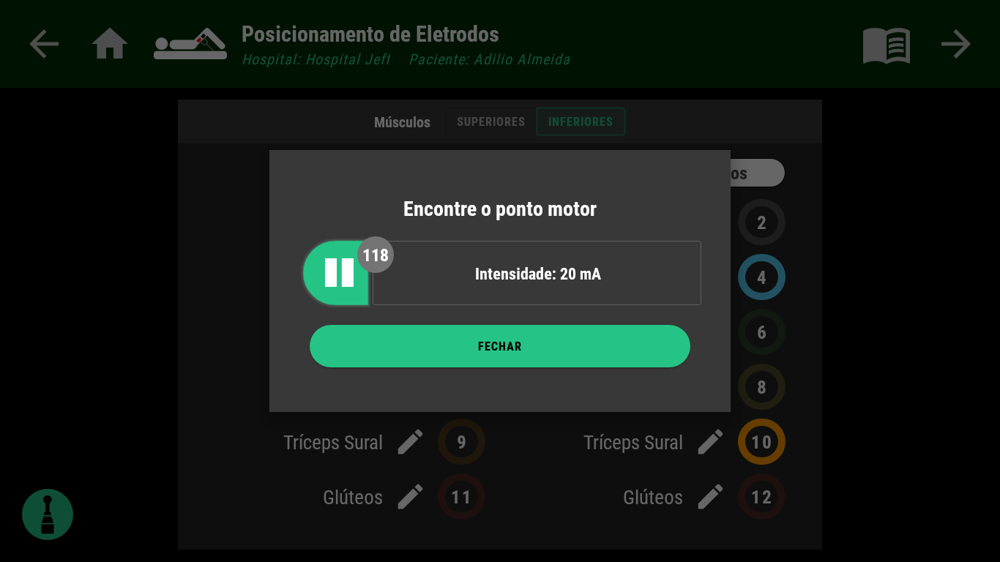 Posicionamento de Eletrodos
Hospital: Hospital Jeff Paciente: Adilio Almeida
Músculos SUPERIORES INFERIORES
os
Encontre o ponto motor
2
118
Intensidade: 20 mA
4
FECHAR
6
8
Tríceps Sural 9 Tríceps Sural 10
Glúteos 11 Glúteos 12